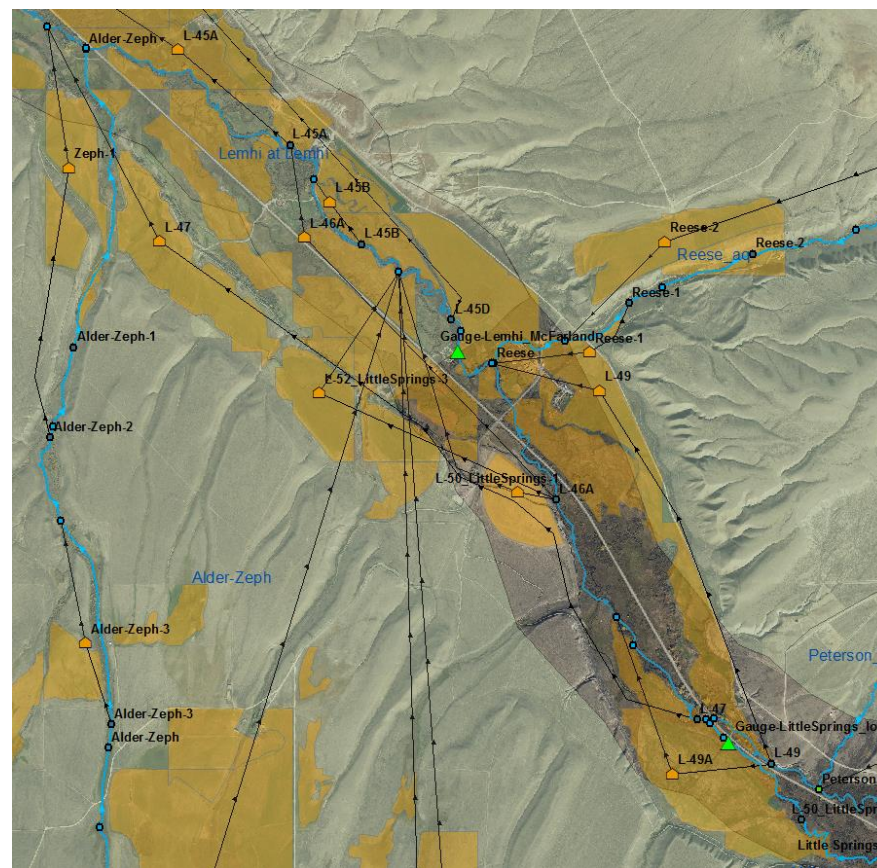 L-45A
Alder-Zeph
L-45A
Lemhi at Lemhi
Zeph-1
L-45B
L-47
L-46A
L-45B
Reese-2
Reese-2
Reese_aq
Reese-1
L-45D
Gauge-Lemhi_McFarland
Reese-1
Alder-Zeph-1
Reese
L-52_LittleSprings-3
L-49
Alder-Zeph-2
L-50_LittleSprings-1
L-46A
Alder-Zeph
Alder-Zeph-3
Peterson_
Alder-Zeph-3
L-47
Gauge-LittleSprings_lo
Alder-Zeph
L-49
L-49A
Peterson
L-50_LittleSpr
Little Springs